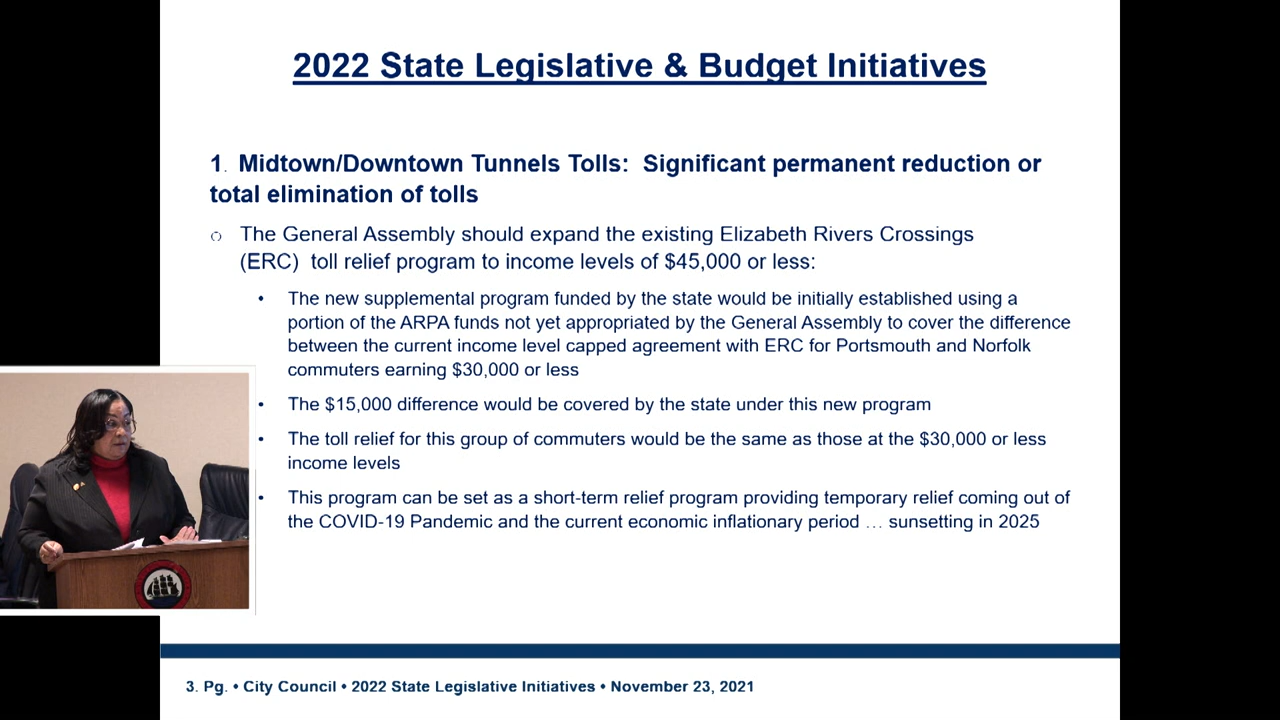 2022 State Legislative & Budget Initiatives
1. Midtown/Downtown Tunnels Tolls: Significant permanent reduction or
total elimination of tolls
The General Assembly should expand the existing Elizabeth Rivers Crossings
(ERC) toll relief program to income levels of $45,000 or less:
• The new supplemental program funded by the state would be initially established using a
portion of the ARPA funds not yet appropriated by the General Assembly to cover the difference
between the current income level capped agreement with ERC for Portsmouth and Norfolk
commuters earning $30,000 or less
• The $15,000 difference would be covered by the state under this new program
• The toll relief for this group of commuters would be the same as those at the $30,000 or less
income levels
• This program can be set as a short-term relief program providing temporary relief coming out of
the COVID-19 Pandemic and the current economic inflationary period … sunsetting in 2025
3. Pg. • City Council • 2022 State Legislative Initiatives • November 23, 2021